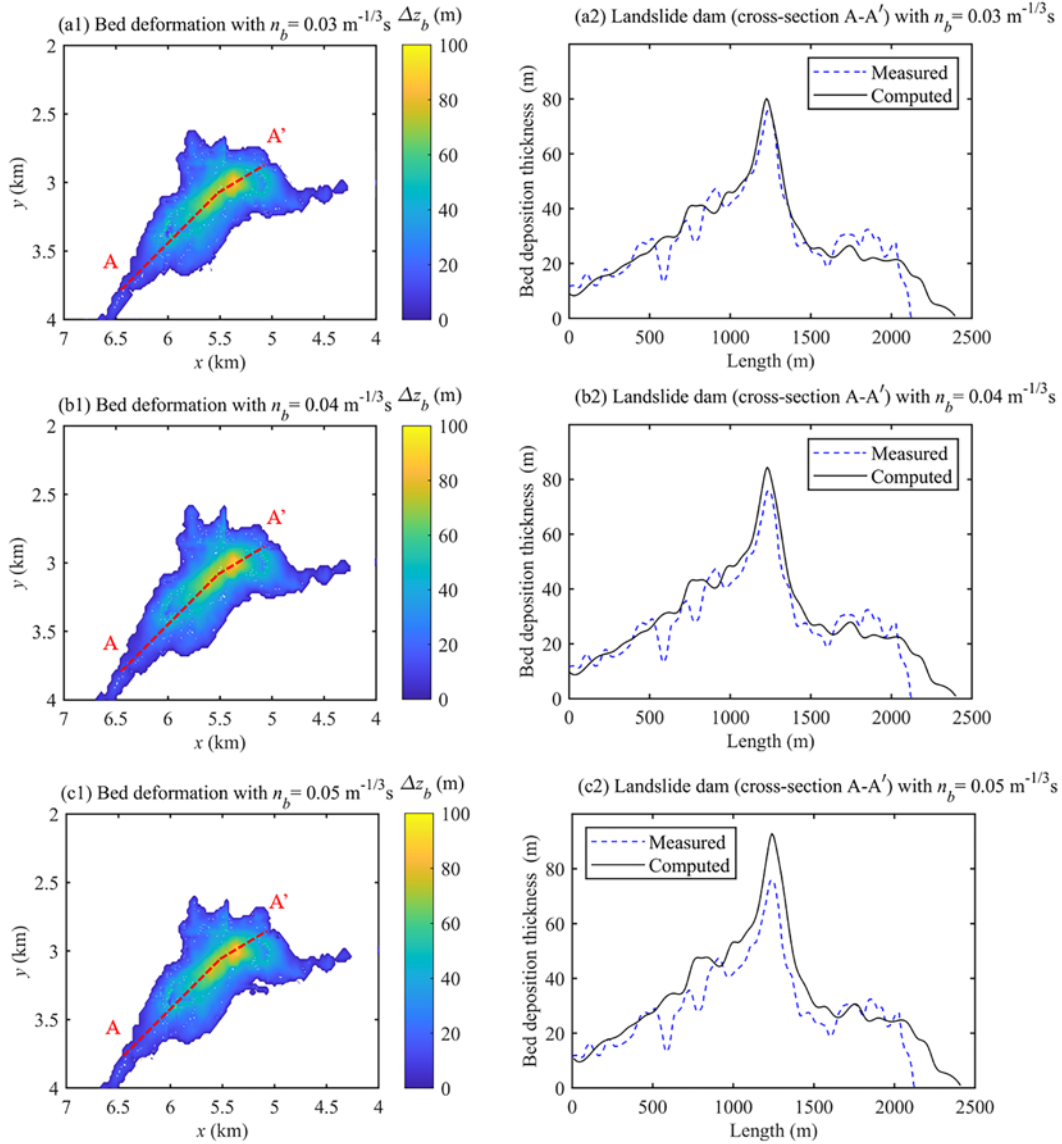 (a1) Bed deformation with n_b = 0.03 m^-1/3 s Δz_b (m)
2
2.5
3
3.5
4
y (km)
A'
A
7 6.5 6 5.5 5 4.5 4
x (km)
100
80
60
40
20
0
(a2) Landslide dam (cross-section A-A′) with n_b = 0.03 m^-1/3 s
Measured
Computed
Bed deposition thickness (m)
80
60
40
20
0
0 500 1000 1500 2000 2500
Length (m)
(b1) Bed deformation with n_b = 0.04 m^-1/3 s Δz_b (m)
2
2.5
3
3.5
4
y (km)
A'
A
7 6.5 6 5.5 5 4.5 4
x (km)
100
80
60
40
20
0
(b2) Landslide dam (cross-section A-A′) with n_b = 0.04 m^-1/3 s
Measured
Computed
Bed deposition thickness (m)
80
60
40
20
0
0 500 1000 1500 2000 2500
Length (m)
(c1) Bed deformation with n_b = 0.05 m^-1/3 s Δz_b (m)
2
2.5
3
3.5
4
y (km)
A'
A
7 6.5 6 5.5 5 4.5 4
x (km)
100
80
60
40
20
0
(c2) Landslide dam (cross-section A-A′) with n_b = 0.05 m^-1/3 s
Measured
Computed
Bed deposition thickness (m)
80
60
40
20
0
0 500 1000 1500 2000 2500
Length (m)